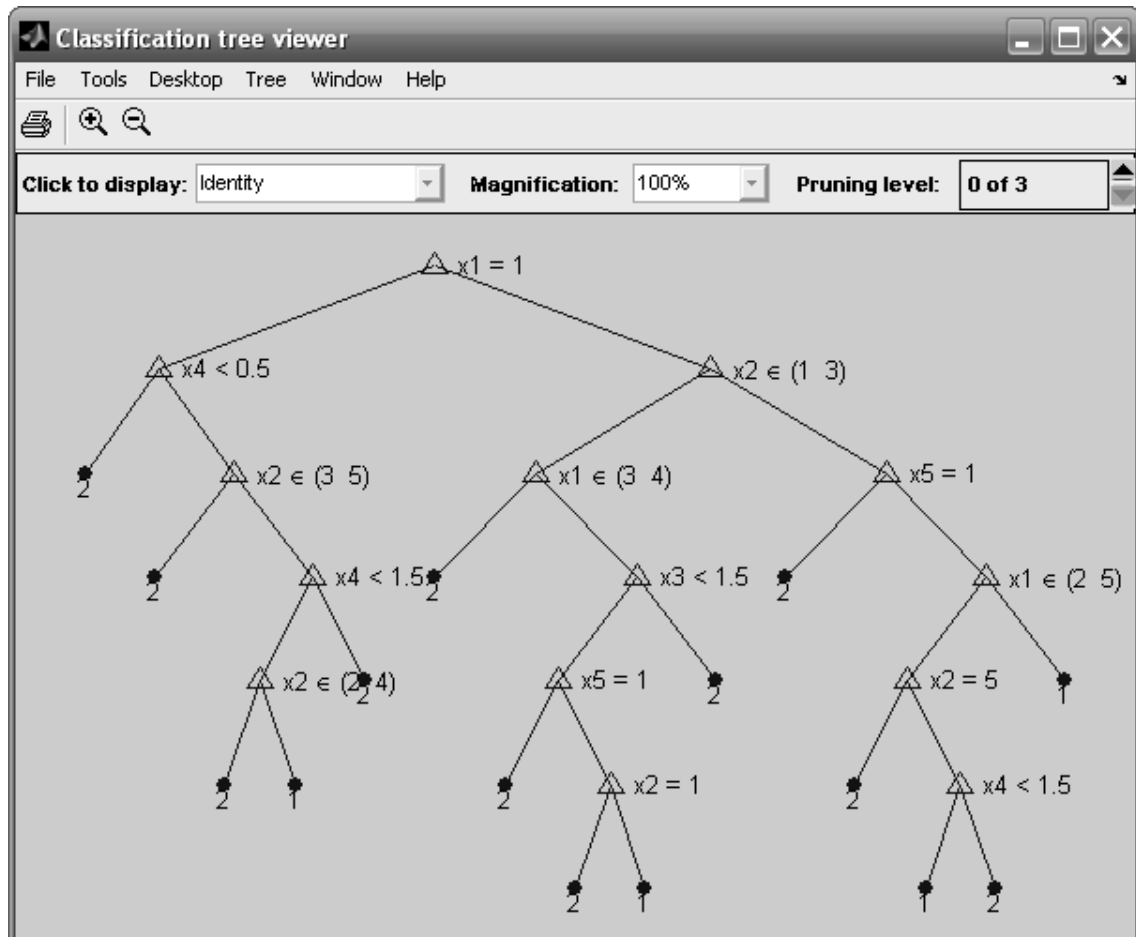 Classification tree viewer
File Tools Desktop Tree Window Help
Click to display: Identity Magnification: 100% Pruning level: 0 of 3
x1 = 1
x4 < 0.5 x2 ∈ (1 3)
2 x2 ∈ (3 5) x1 ∈ (3 4) x5 = 1
2 x4 < 1.5 2 x3 < 1.5 2 x1 ∈ (2 5)
x2 ∈ (2 4) 2 x5 = 1 2 x2 = 5 1
2 1 2 x2 = 1 2 x4 < 1.5
2 1 1 2